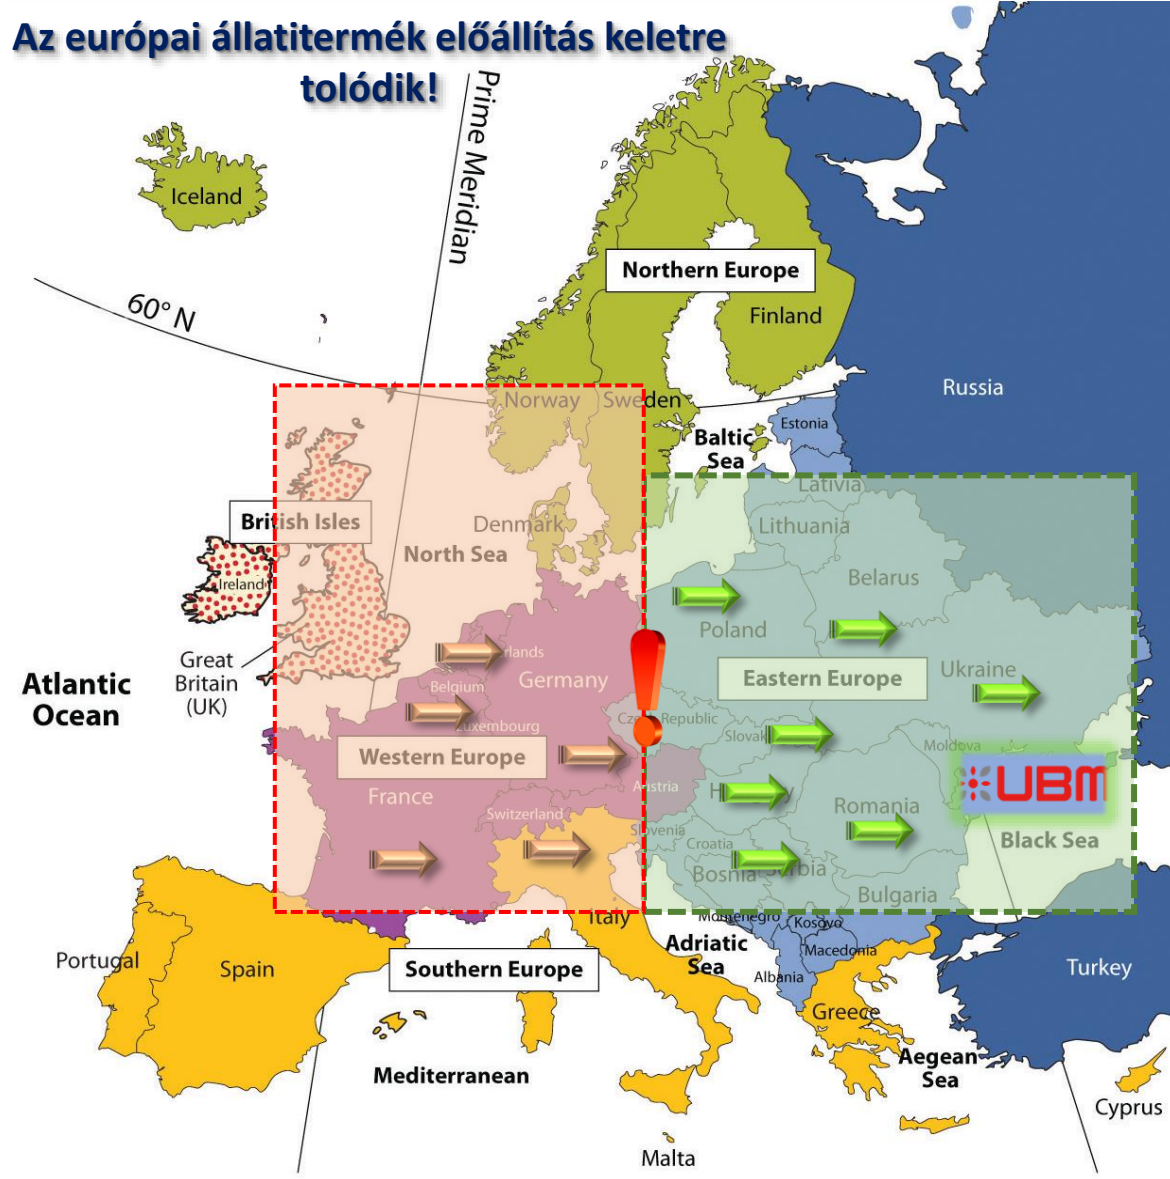 Az európai állatitermék előállítás keletre
tolódik!
Prime Meridian
Iceland
60° N
Northern Europe
Finland
Russia
Norway
Sweden
Estonia
Baltic
Sea
Lativia
British Isles
Denmark
Lithuania
North Sea
Ireland
Belarus
Poland
rlands
Great
Britain
(UK)
Germany
Eastern Europe
Ukraine
Belgium
Atlantic
Ocean
Luxembourg
Czech Republic
Slovak
Western Europe
Moldova
Austria
UBM
France
Switzerland
Romania
Slovenia
Croatia
Black Sea
Bosnia
Serbia
Bulgaria
Italy
Montenegro
Kosovo
Adriatic
Sea
Macedonia
Portugal
Spain
Southern Europe
Albania
Turkey
Greece
Mediterranean
Aegean
Sea
Cyprus
Malta